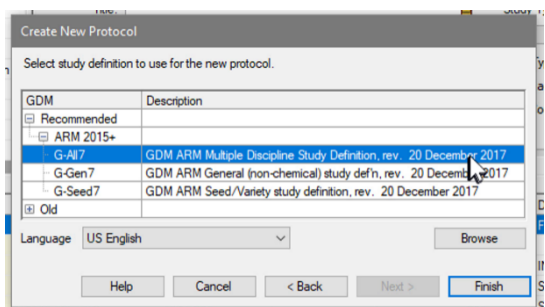 Title:
Study
Create New Protocol
Select study definition to use for the new protocol.
GDM Description
Recommended
ARM 2015+
G-All7 GDM ARM Multiple Discipline Study Definition, rev. 20 December 2017
G-Gen7 GDM ARM General (non-chemical) study def'n, rev. 20 December 2017
G-Seed7 GDM ARM Seed/Variety study definition, rev. 20 December 2017
Old
Language US English Browse
Help Cancel < Back Next > Finish